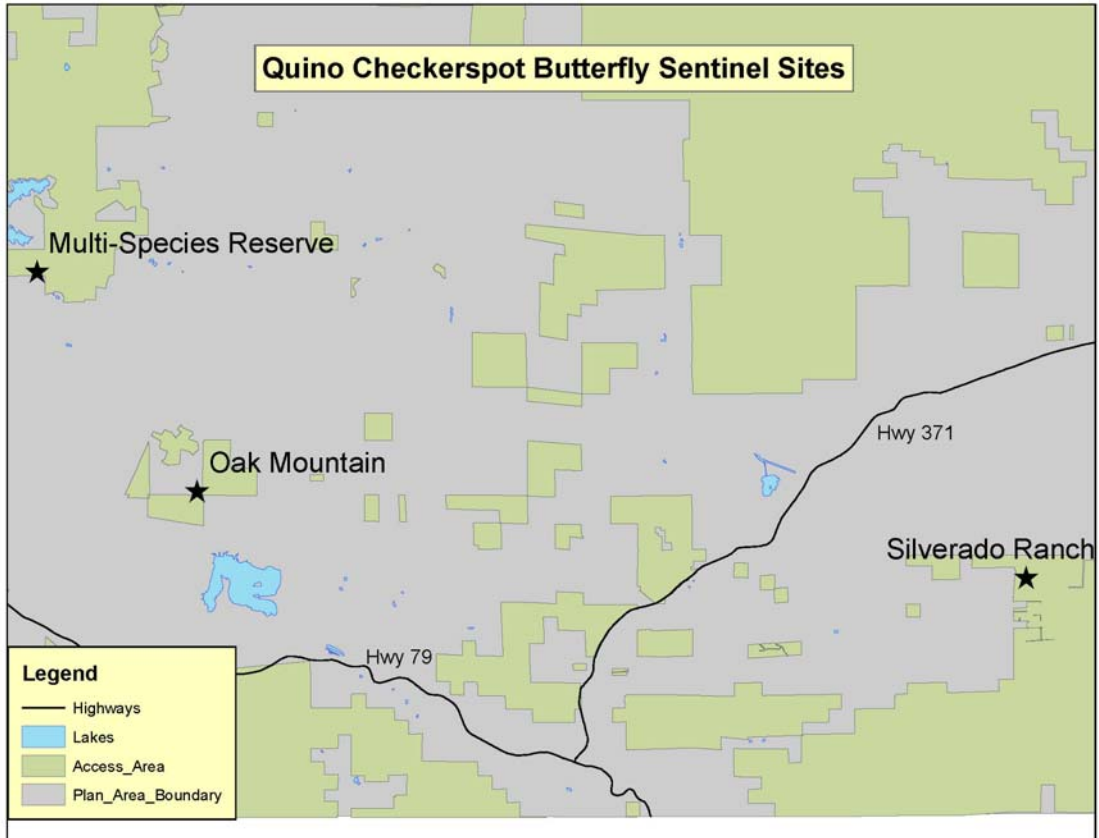 Quino Checkerspot Butterfly Sentinel Sites
Multi-Species Reserve
Hwy 371
Oak Mountain
Silverado Ranch
Hwy 79
Legend
Highways
Lakes
Access_Area
Plan_Area_Boundary